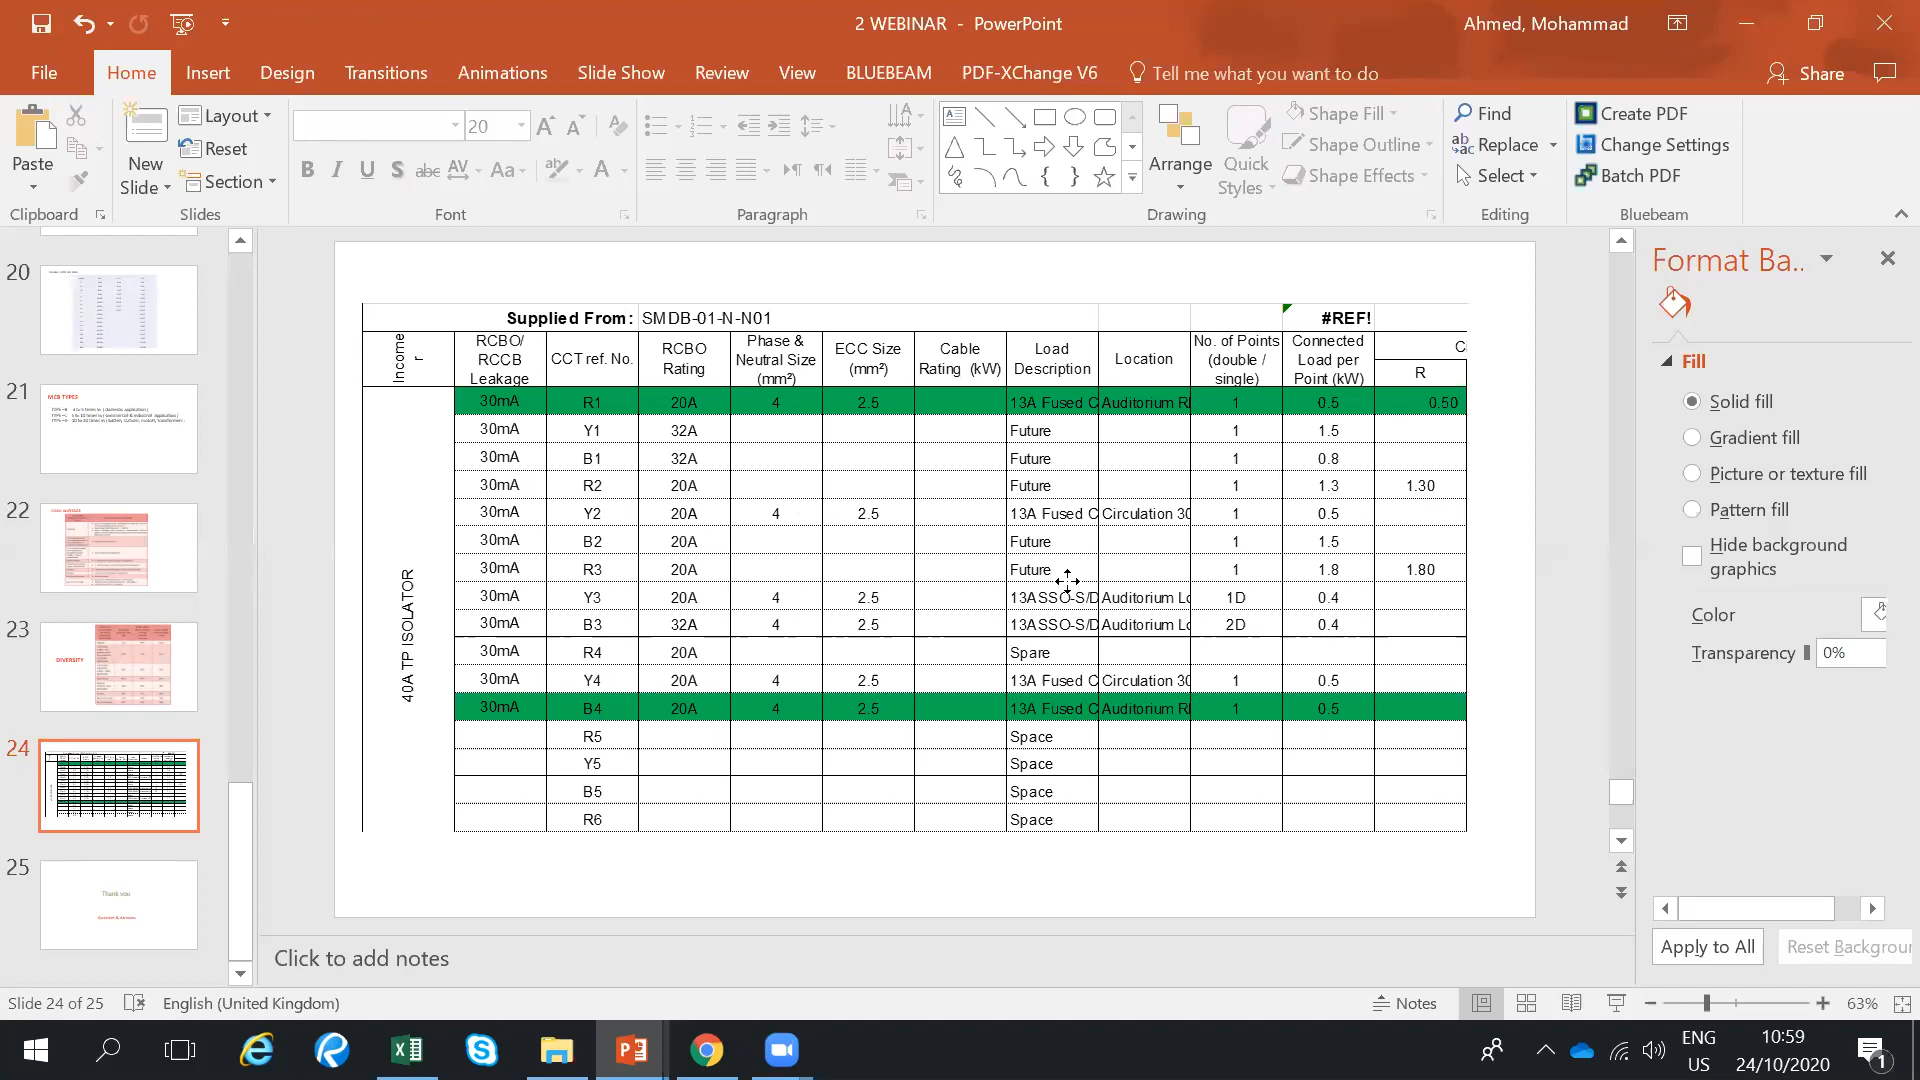 2 WEBINAR - PowerPoint
Ahmed, Mohammad
File Home Insert Design Transitions Animations Slide Show Review View BLUEBEAM PDF-XChange V6 Tell me what you want to do Share
Paste
New Slide
Layout
Reset
Section
20
B I U S abc AV Aa A
Arrange
Quick Styles
Shape Fill
Shape Outline
Shape Effects
Find
Replace
Select
Create PDF
Change Settings
Batch PDF
Clipboard Slides Font Paragraph Drawing Editing Bluebeam
20
21
MCB TYPES
22
23
DIVERSITY
24
25
Thank you
Question & Answers
Supplied From: SMDB-01-N-N01 #REF!
Income r
RCBO/ RCCB Leakage
CCT ref. No.
RCBO Rating
Phase & Neutral Size (mm²)
ECC Size (mm²)
Cable Rating (kW)
Load Description
Location
No. of Points (double / single)
Connected Load per Point (kW)
C
R
40A TP ISOLATOR
30mA R1 20A 4 2.5 13A Fused C Auditorium R 1 0.5 0.50
30mA Y1 32A Future 1 1.5
30mA B1 32A Future 1 0.8
30mA R2 20A Future 1 1.3 1.30
30mA Y2 20A 4 2.5 13A Fused C Circulation 30 1 0.5
30mA B2 20A Future 1 1.5
30mA R3 20A Future 1 1.8 1.80
30mA Y3 20A 4 2.5 13ASSO-S/D Auditorium Lo 1D 0.4
30mA B3 32A 4 2.5 13ASSO-S/D Auditorium Lo 2D 0.4
30mA R4 20A Spare
30mA Y4 20A 4 2.5 13A Fused C Circulation 30 1 0.5
30mA B4 20A 4 2.5 13A Fused C Auditorium R 1 0.5
R5 Space
Y5 Space
B5 Space
R6 Space
Click to add notes
Format Ba..
Fill
Solid fill
Gradient fill
Picture or texture fill
Pattern fill
Hide background graphics
Color
Transparency 0%
Apply to All Reset Backgrour
Slide 24 of 25 English (United Kingdom) Notes 63%
ENG US
10:59
24/10/2020
1